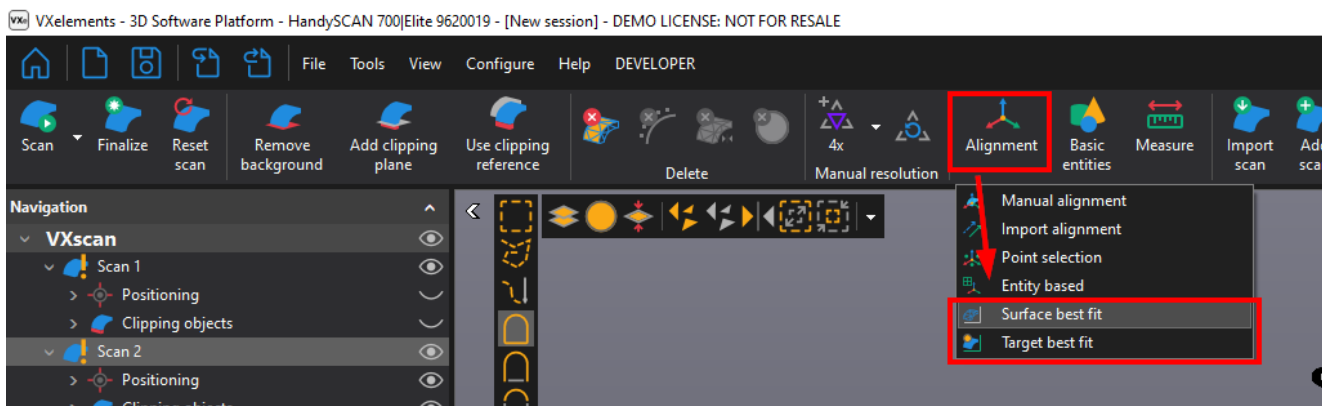 VXelements - 3D Software Platform - HandySCAN 700|Elite 9620019 - [New session] - DEMO LICENSE: NOT FOR RESALE
File Tools View Configure Help DEVELOPER
Scan
Finalize
Reset
scan
Remove
background
Add clipping
plane
Use clipping
reference
Delete
4x
Manual resolution
Alignment
Basic
entities
Measure
Import
scan
Navigation
VXscan
Scan 1
Positioning
Clipping objects
Scan 2
Positioning
Clipping objects
Manual alignment
Import alignment
Point selection
Entity based
Surface best fit
Target best fit